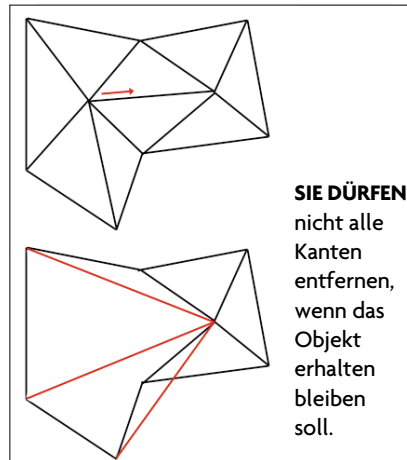 SIE DÜRFEN
nicht alle
Kanten
entfernen,
wenn das
Objekt
erhalten
bleiben
soll.